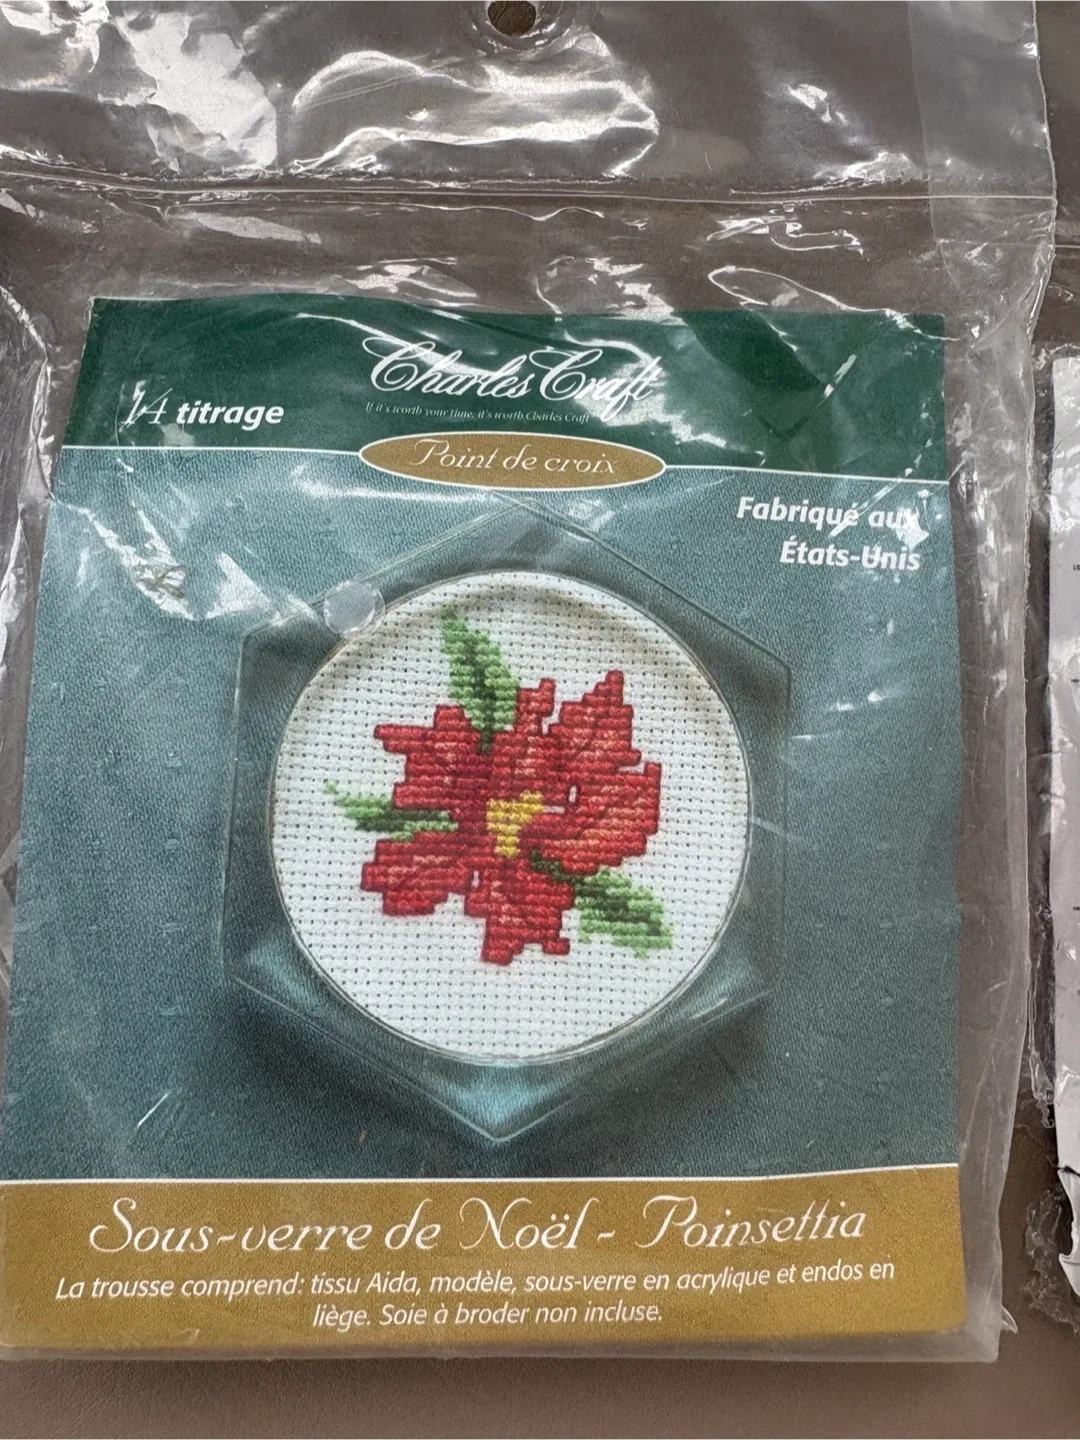 Charles Craft
If it's worth your time, it's worth Charles Craft
14 titrage
Point de croix
Fabriqué aux
États-Unis
Sous-verre de Noël - Poinsettia
La trousse comprend: tissu Aida, modèle, sous-verre en acrylique et endos en
liège. Soie à broder non incluse.